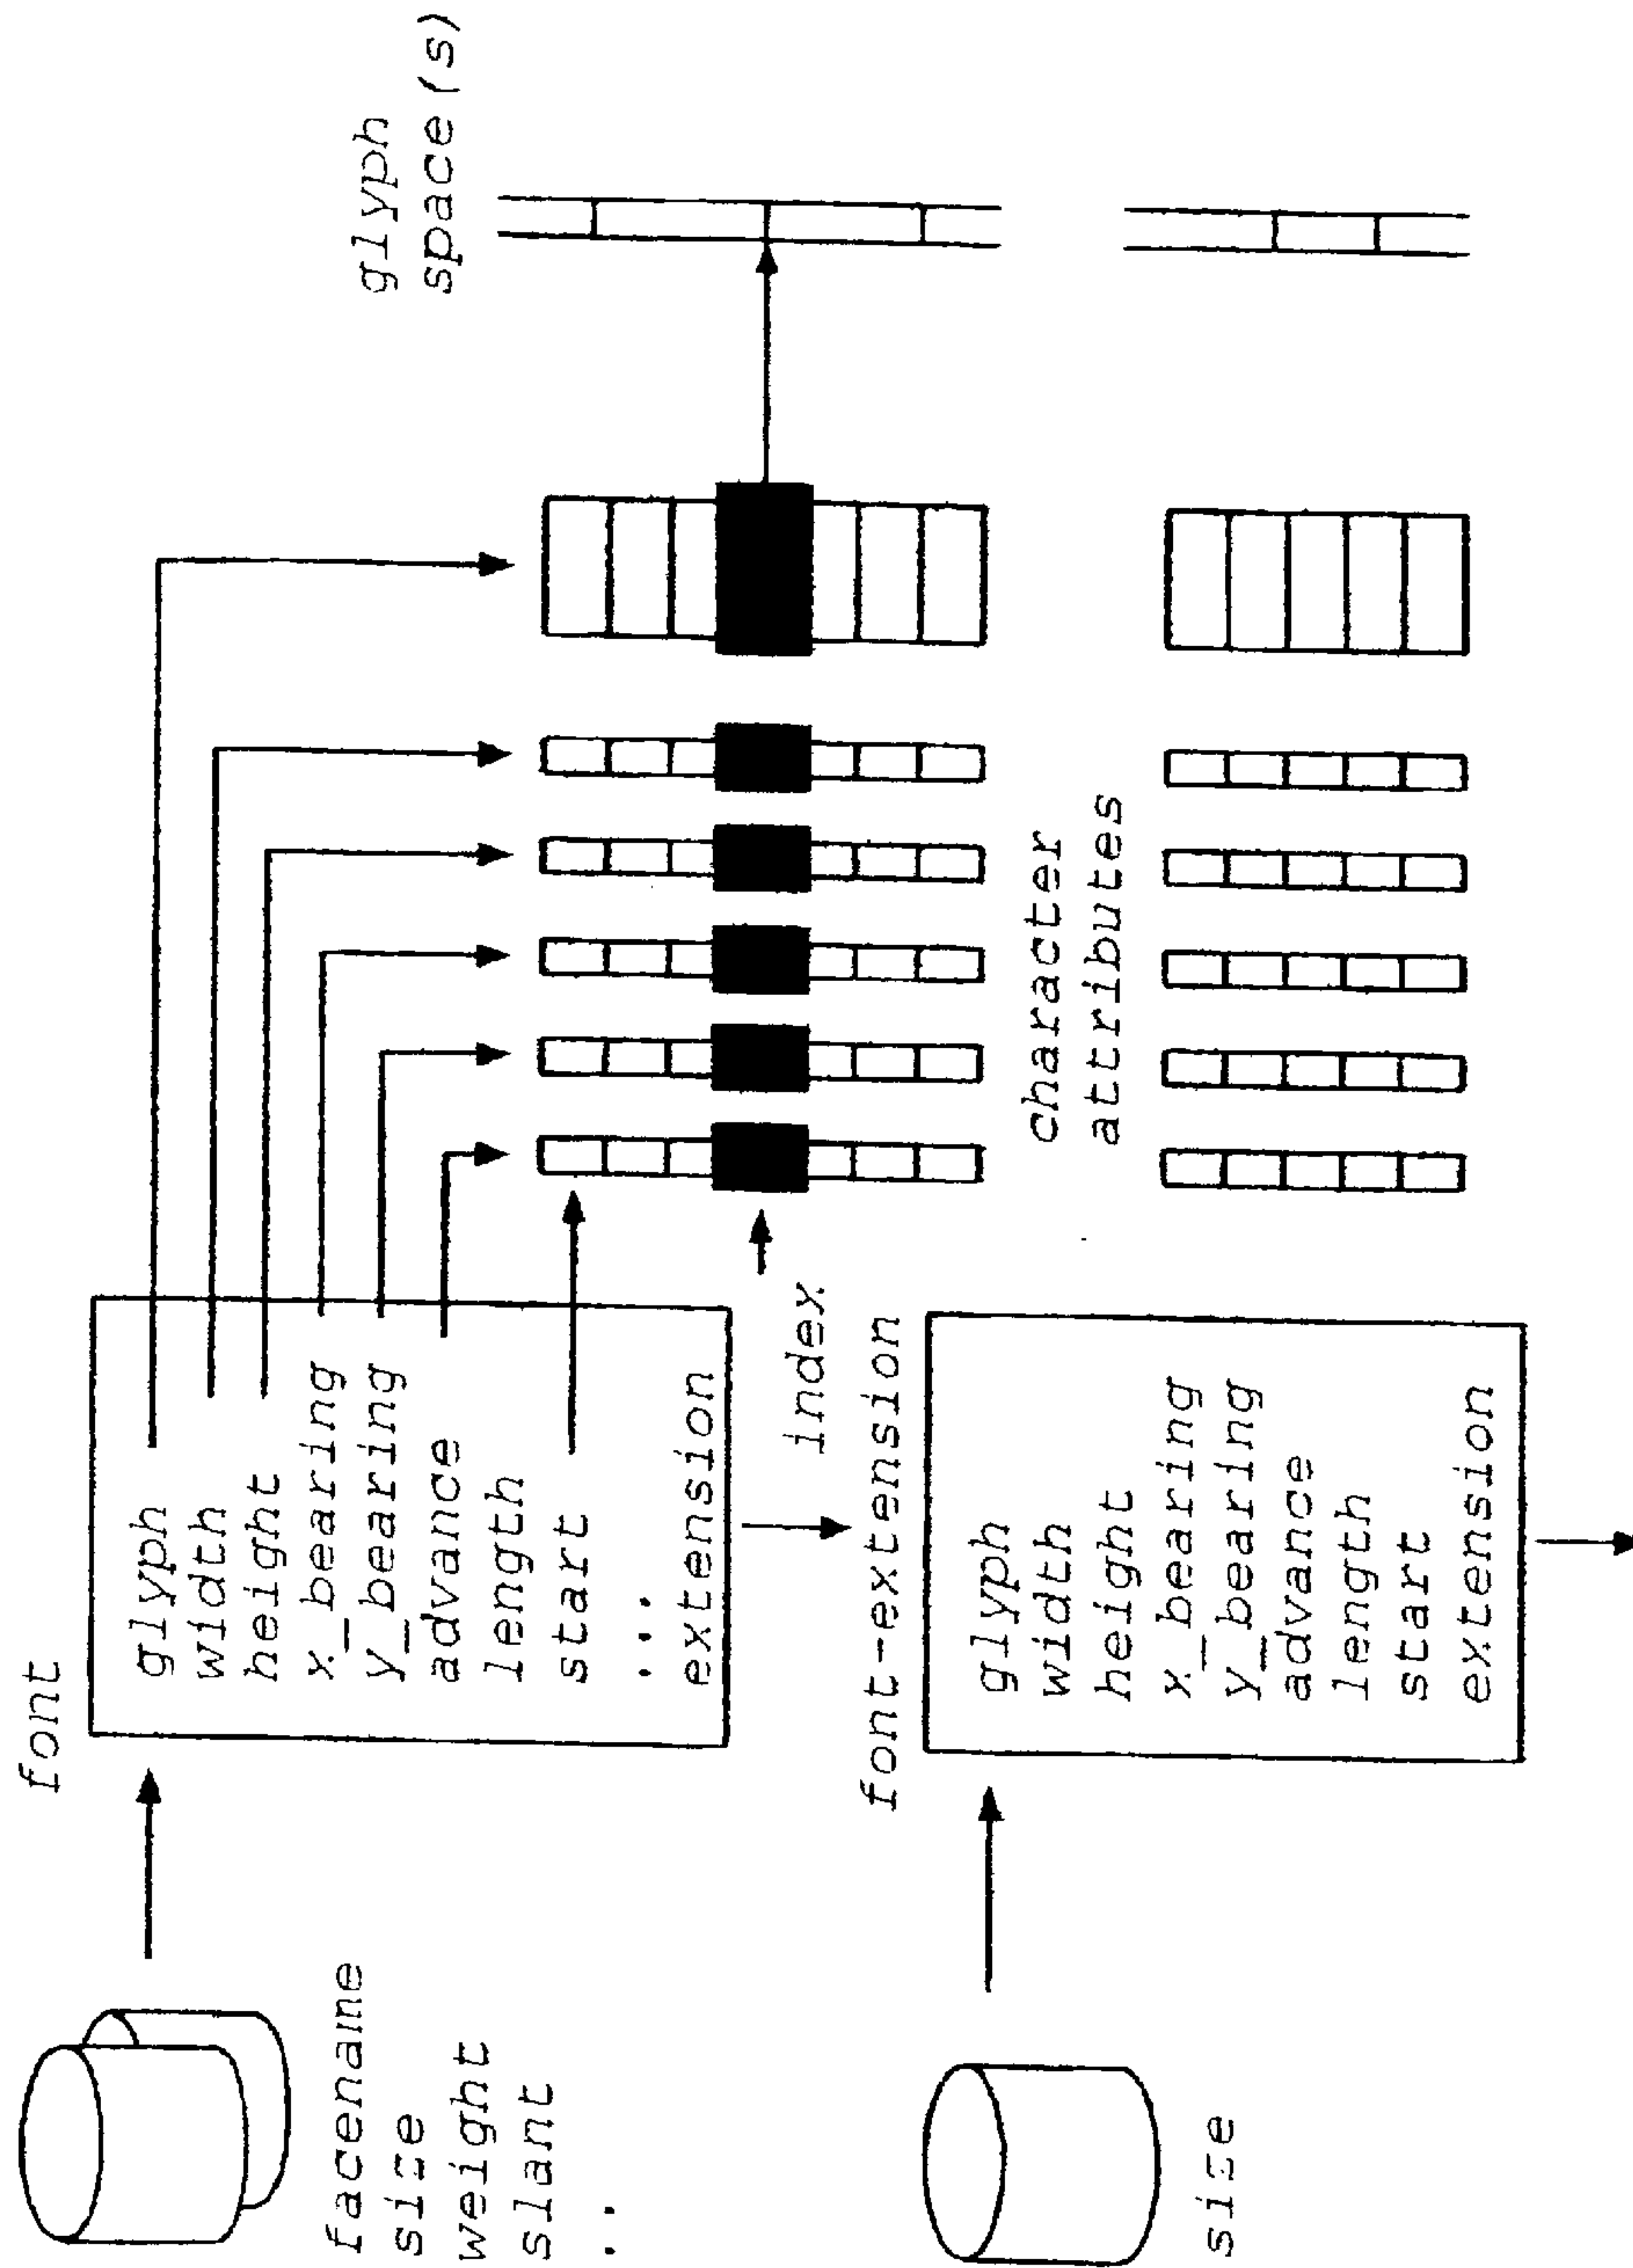 facename
size
weight
slant
..
font
glyph
width
height
x_bearing
y_bearing
advance
length
start
...
extension
index
character
attributes
glyph
space(s)
size
font-extension
glyph
width
height
x_bearing
y_bearing
advance
length
start
extension